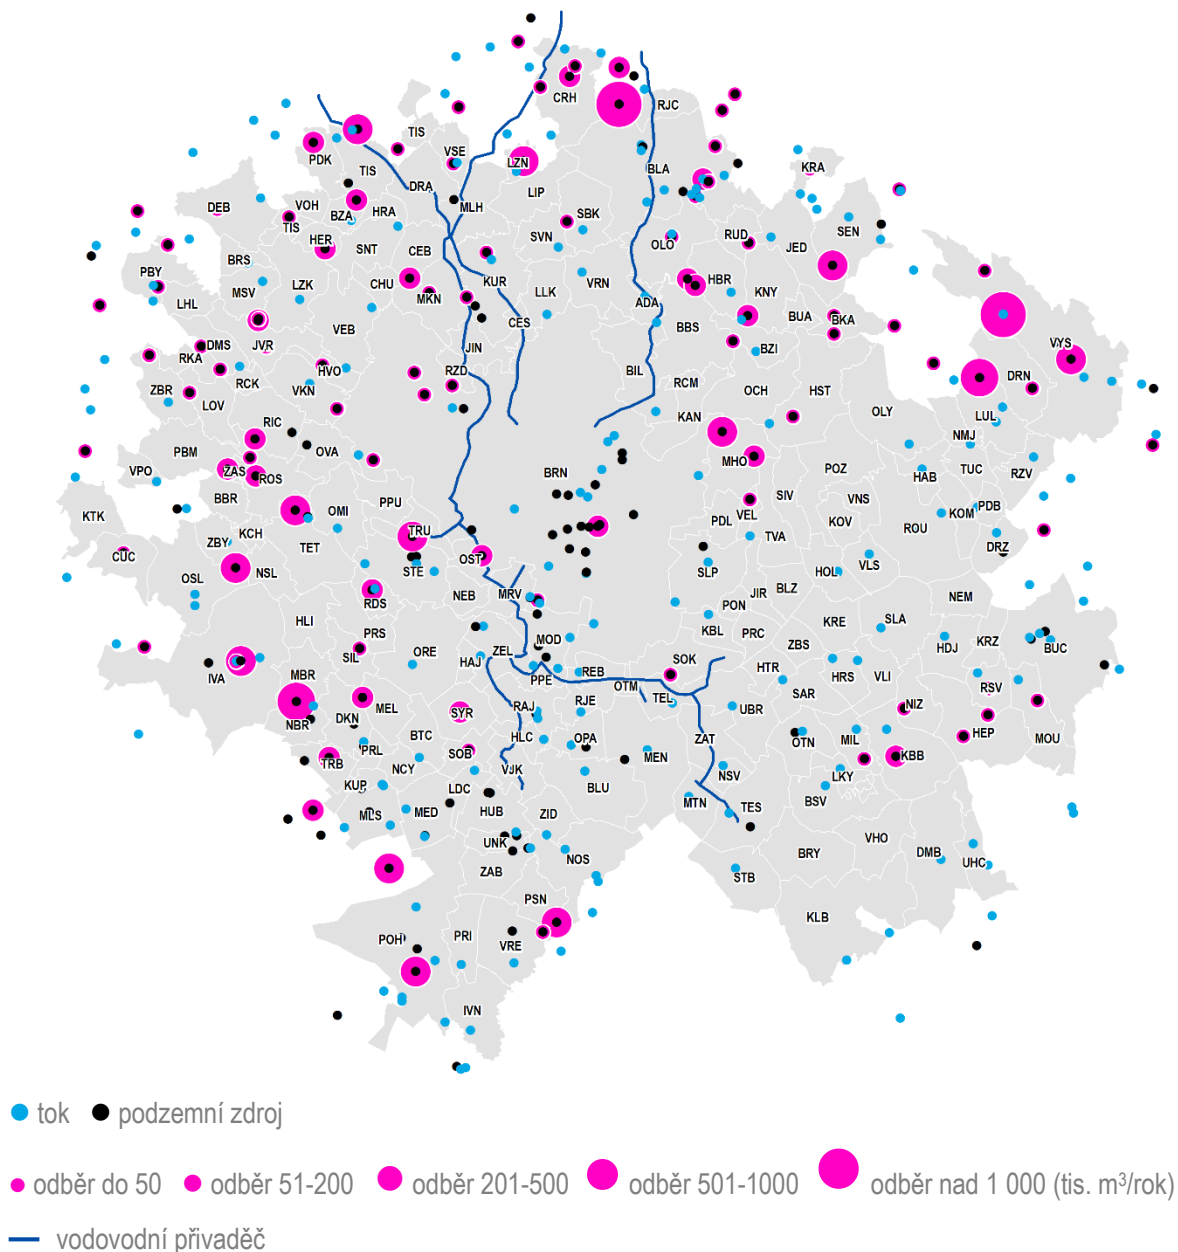 CRH
RJC
TIS
PDK
VSE
LZN
BLA
KRA
TIS
DRA
LIP
DEB
VOH
BZA
HRA
MLH
TIS
SBK
SEN
HER
SNT
CEB
SVN
OLO
RUD
JED
BRS
PBY
MSV
LZK
CHU
KUR
VRN
HBR
KNY
LHL
MKN
LLK
ADA
BUA
BKA
VEB
CES
BBS
DMS
JVR
JIN
BZI
VYS
RKA
HVO
RZD
BIL
RCM
DRN
RCK
VKN
OCH
HST
ZBR
LOV
OLY
LUL
RIC
KAN
NMJ
PBM
OVA
BRN
MHO
VPO
ZAS
ROS
POZ
TUC
HAB
RZV
BBR
PPU
SIV
VNS
KTK
OMI
VEL
PDL
KOV
ROU
KOM
PDB
KCH
TRU
TVA
ZBY
TET
DRZ
CUC
OST
VLS
OSL
NSL
STE
SLP
HOL
RDS
NEB
MRV
JIR
BLZ
NEM
PON
HLI
KBL
KRE
SLA
PRS
MOD
PRC
ZBS
HDJ
KRZ
BUC
ORE
ZEL
SIL
HAJ
SOK
HTR
IVA
MBR
PPE
REB
HRS
VLI
OTM
SAR
RSV
MEL
RAJ
RJE
TEL
UBR
NIZ
SYR
NBR
DKN
BTC
HLC
OPA
ZAT
OTN
MIL
HEP
MOU
PRL
SOB
MEN
KBB
TRB
NCY
VJK
NSV
LKY
KUP
LDC
BLU
BSV
HUB
MTN
MLS
MED
ZID
TES
UNK
VHO
NOS
BRY
DMB
UHC
ZAB
STB
PSN
KLB
POH
PRI
VRE
IVN
tok podzemní zdroj
odběr do 50 odběr 51-200 odběr 201-500 odběr 501-1000 odběr nad 1 000 (tis. m³/rok)
vodovodní přivaděč